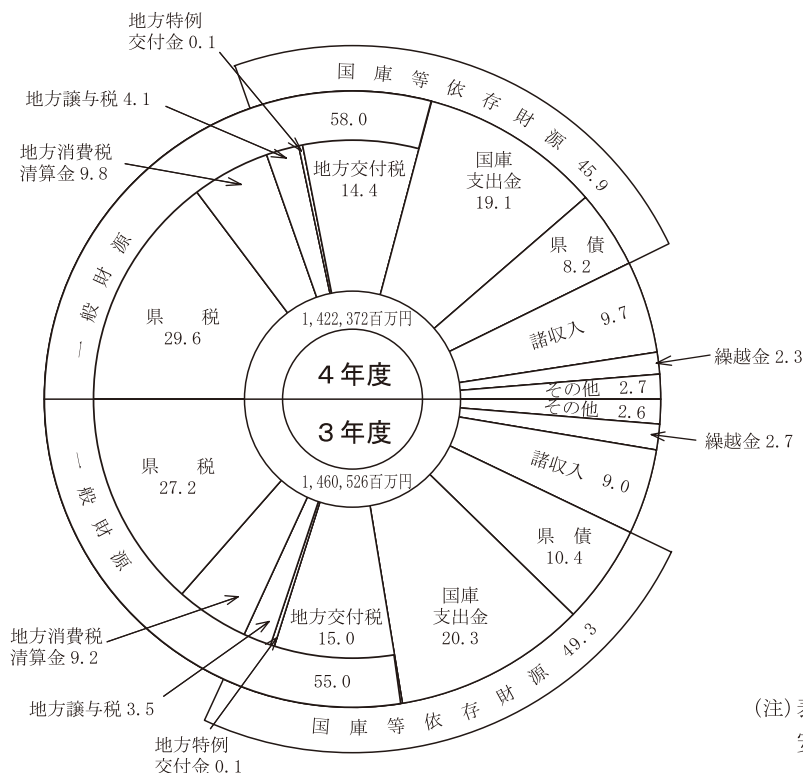 地方特例
交付金 0.1
国庫等依存財源 45.9
地方譲与税 4.1
58.0
地方消費税
清算金 9.8
地方交付税
14.4
国庫
支出金
19.1
一般財源
県債
8.2
県税
29.6
1,422,372百万円
諸収入 9.7
繰越金 2.3
4年度
その他 2.7
その他 2.6
3年度
繰越金 2.7
県税
27.2
1,460,526百万円
諸収入 9.0
一般財源
県債
10.4
国庫
支出金
20.3
地方交付税
15.0
地方消費税
清算金 9.2
55.0
地方譲与税 3.5
国庫等依存財源 49.3
地方特例
交付金 0.1
(注)